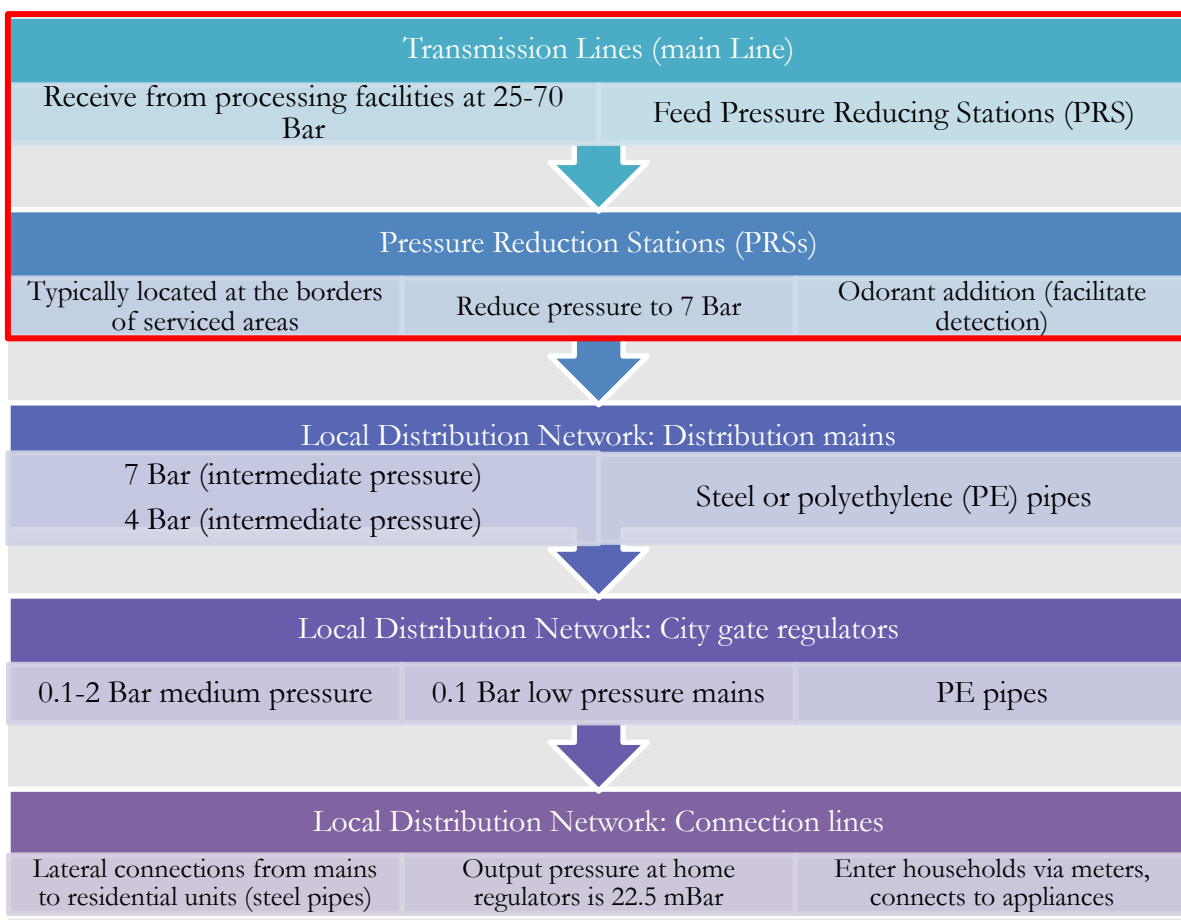 Transmission Lines (main Line)
Receive from processing facilities at 25-70
Bar
Feed Pressure Reducing Stations (PRS)
Pressure Reduction Stations (PRSs)
Typically located at the borders
of serviced areas
Reduce pressure to 7 Bar
Odorant addition (facilitate
detection)
Local Distribution Network: Distribution mains
7 Bar (intermediate pressure)
4 Bar (intermediate pressure)
Steel or polyethylene (PE) pipes
Local Distribution Network: City gate regulators
0.1-2 Bar medium pressure
0.1 Bar low pressure mains
PE pipes
Local Distribution Network: Connection lines
Lateral connections from mains
to residential units (steel pipes)
Output pressure at home
regulators is 22.5 mBar
Enter households via meters,
connects to appliances